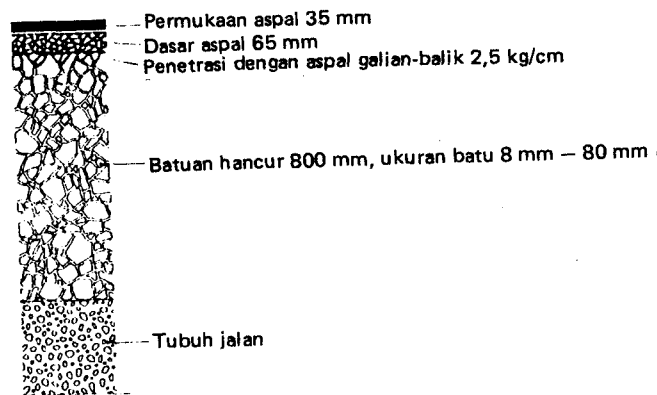 Permukaan aspal 35 mm
Dasar aspal 65 mm
Penetrasi dengan aspal galian-balik 2,5 kg/cm
Batuan hancur 800 mm, ukuran batu 8 mm — 80 mm
Tubuh jalan